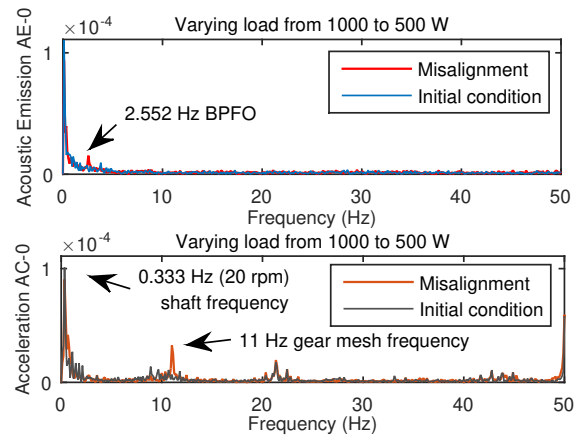 Varying load from 1000 to 500 W
×10⁻⁴
Acoustic Emission AE-0
1
0
Misalignment
Initial condition
2.552 Hz BPFO
0 10 20 30 40 50
Frequency (Hz)
Varying load from 1000 to 500 W
×10⁻⁴
Acceleration AC-0
1
0
0.333 Hz (20 rpm)
shaft frequency
Misalignment
Initial condition
11 Hz gear mesh frequency
0 10 20 30 40 50
Frequency (Hz)